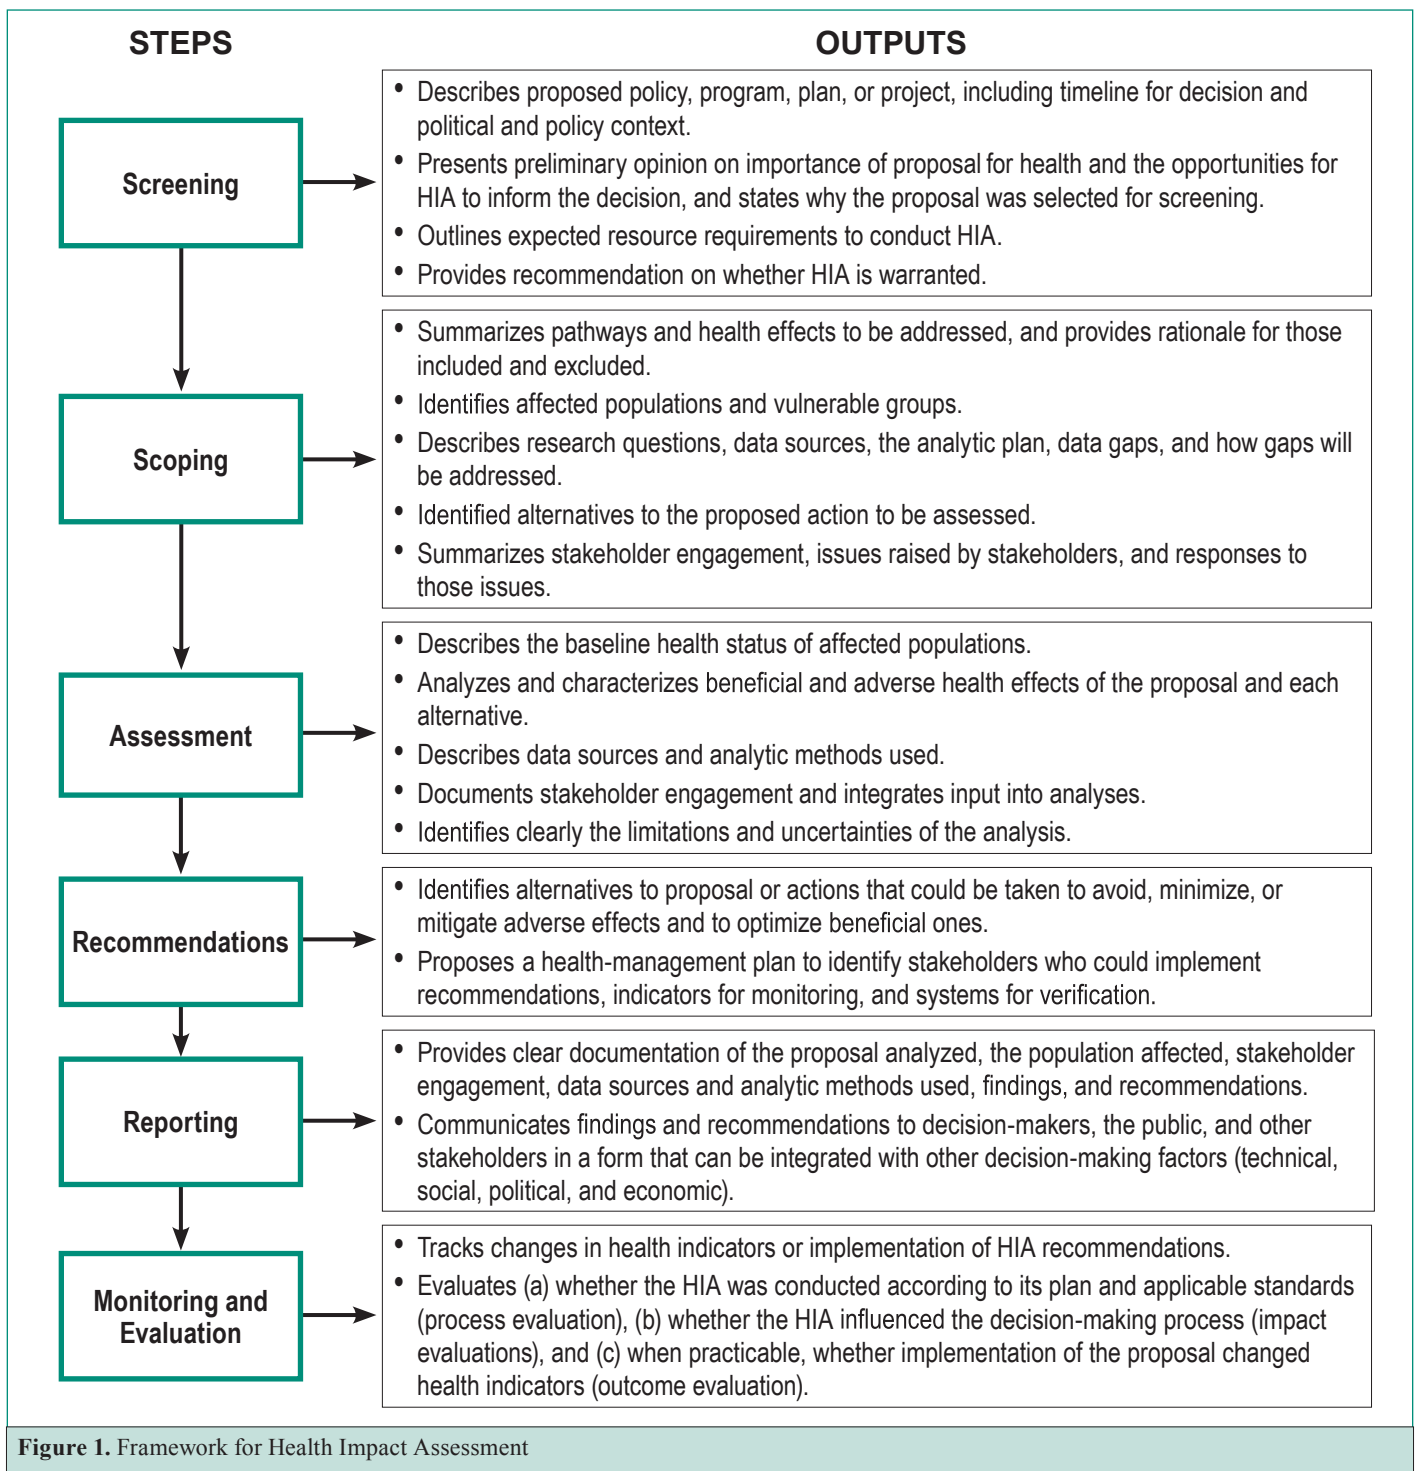 STEPS
OUTPUTS
Screening
• Describes proposed policy, program, plan, or project, including timeline for decision and
political and policy context.
• Presents preliminary opinion on importance of proposal for health and the opportunities for
HIA to inform the decision, and states why the proposal was selected for screening.
• Outlines expected resource requirements to conduct HIA.
• Provides recommendation on whether HIA is warranted.
Scoping
• Summarizes pathways and health effects to be addressed, and provides rationale for those
included and excluded.
• Identifies affected populations and vulnerable groups.
• Describes research questions, data sources, the analytic plan, data gaps, and how gaps will
be addressed.
• Identified alternatives to the proposed action to be assessed.
• Summarizes stakeholder engagement, issues raised by stakeholders, and responses to
those issues.
Assessment
• Describes the baseline health status of affected populations.
• Analyzes and characterizes beneficial and adverse health effects of the proposal and each
alternative.
• Describes data sources and analytic methods used.
• Documents stakeholder engagement and integrates input into analyses.
• Identifies clearly the limitations and uncertainties of the analysis.
Recommendations
• Identifies alternatives to proposal or actions that could be taken to avoid, minimize, or
mitigate adverse effects and to optimize beneficial ones.
• Proposes a health-management plan to identify stakeholders who could implement
recommendations, indicators for monitoring, and systems for verification.
Reporting
• Provides clear documentation of the proposal analyzed, the population affected, stakeholder
engagement, data sources and analytic methods used, findings, and recommendations.
• Communicates findings and recommendations to decision-makers, the public, and other
stakeholders in a form that can be integrated with other decision-making factors (technical,
social, political, and economic).
Monitoring and
Evaluation
• Tracks changes in health indicators or implementation of HIA recommendations.
• Evaluates (a) whether the HIA was conducted according to its plan and applicable standards
(process evaluation), (b) whether the HIA influenced the decision-making process (impact
evaluations), and (c) when practicable, whether implementation of the proposal changed
health indicators (outcome evaluation).
Figure 1. Framework for Health Impact Assessment